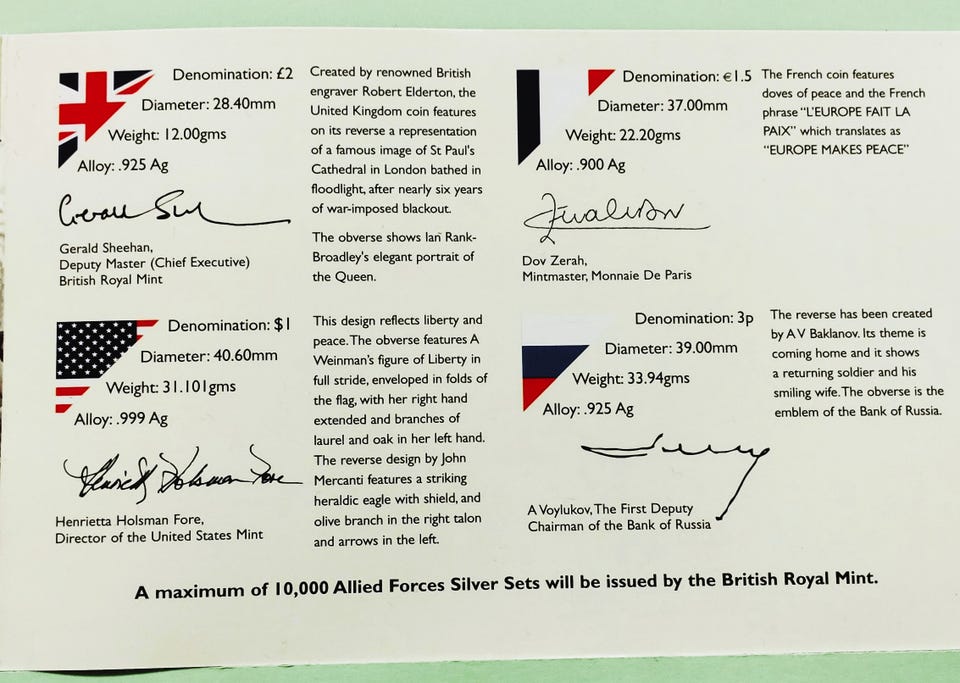 Denomination: £2
Diameter: 28.40mm
Weight: 12.00gms
Alloy: .925 Ag
Gerald Sheehan,
Deputy Master (Chief Executive)
British Royal Mint
Created by renowned British
engraver Robert Elderton, the
United Kingdom coin features
on its reverse a representation
of a famous image of St Paul's
Cathedral in London bathed in
floodlight, after nearly six years
of war-imposed blackout.
The obverse shows Ian Rank-
Broadley's elegant portrait of
the Queen.
Denomination: €1.5
Diameter: 37.00mm
Weight: 22.20gms
Alloy: .900 Ag
Dov Zerah,
Mintmaster, Monnaie De Paris
The French coin features
doves of peace and the French
phrase "L'EUROPE FAIT LA
PAIX" which translates as
"EUROPE MAKES PEACE"
Denomination: $1
Diameter: 40.60mm
Weight: 31.101gms
Alloy: .999 Ag
Henrietta Holsman Fore
Henrietta Holsman Fore,
Director of the United States Mint
This design reflects liberty and
peace. The obverse features A
Weinman's figure of Liberty in
full stride, enveloped in folds of
the flag, with her right hand
extended and branches of
laurel and oak in her left hand.
The reverse design by John
Mercanti features a striking
heraldic eagle with shield, and
olive branch in the right talon
and arrows in the left.
Denomination: 3p
Diameter: 39.00mm
Weight: 33.94gms
Alloy: .925 Ag
A Voylukov, The First Deputy
Chairman of the Bank of Russia
The reverse has been created
by A V Baklanov. Its theme is
coming home and it shows
a returning soldier and his
smiling wife. The obverse is the
emblem of the Bank of Russia.
A maximum of 10,000 Allied Forces Silver Sets will be issued by the British Royal Mint.